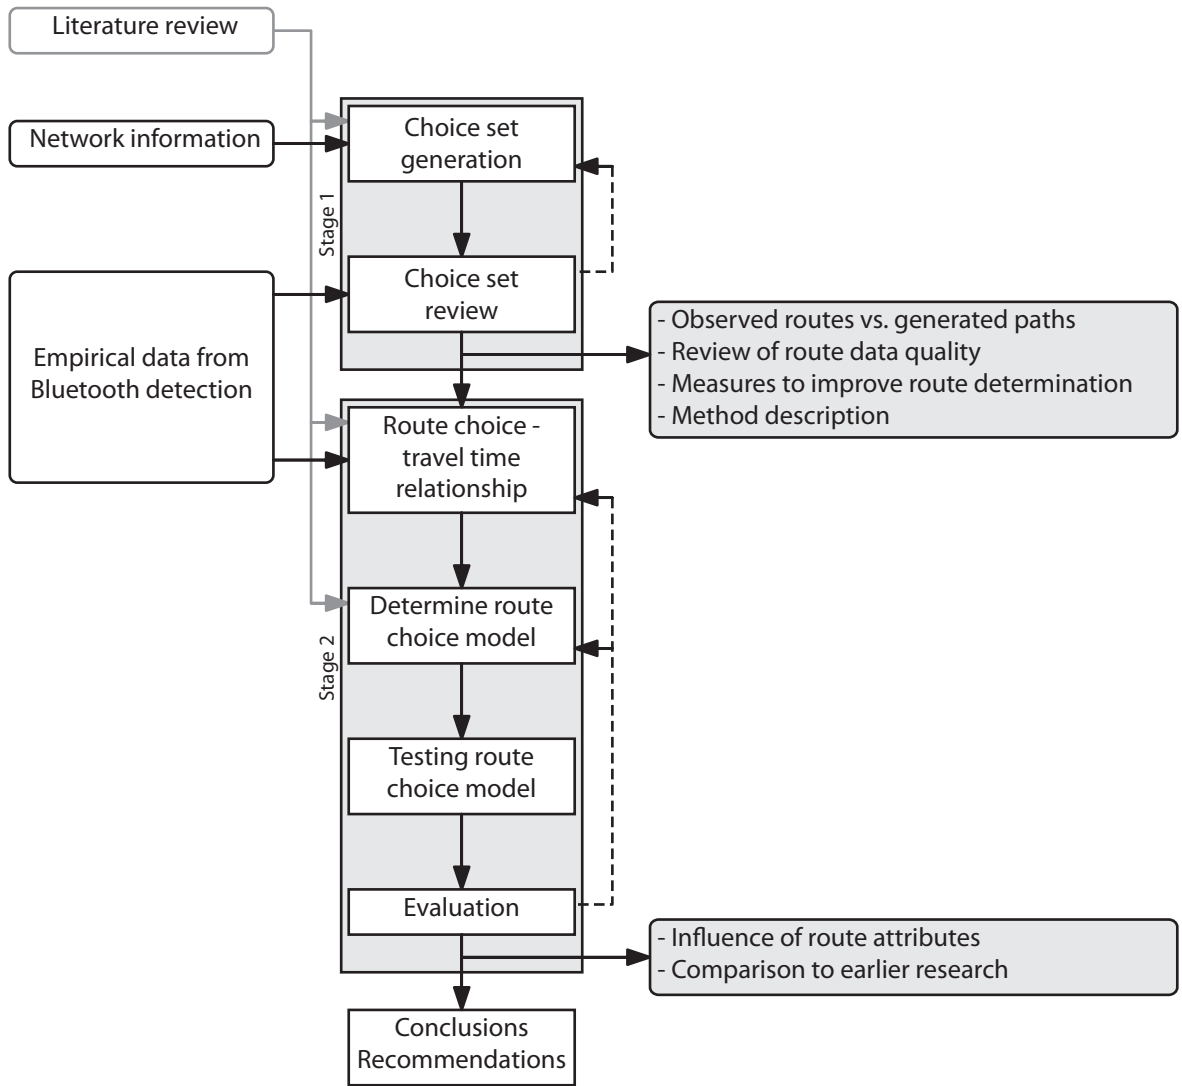 Literature review
Network information
Choice set
generation
Stage 1
Choice set
review
Empirical data from
Bluetooth detection
- Observed routes vs. generated paths
- Review of route data quality
- Measures to improve route determination
- Method description
Route choice -
travel time
relationship
Determine route
choice model
Stage 2
Testing route
choice model
Evaluation
- Influence of route attributes
- Comparison to earlier research
Conclusions
Recommendations